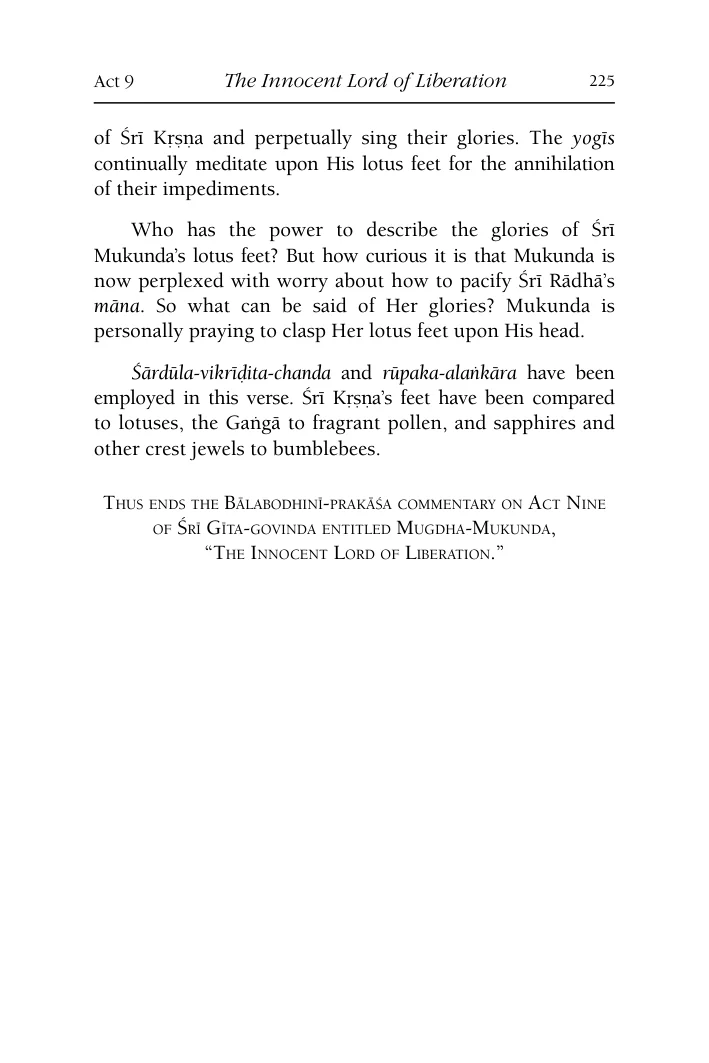 Act 9 The Innocent Lord of Liberation 225
of Śrī Kṛṣṇa and perpetually sing their glories. The yogīs
continually meditate upon His lotus feet for the annihilation
of their impediments.
Who has the power to describe the glories of Śrī
Mukunda’s lotus feet? But how curious it is that Mukunda is
now perplexed with worry about how to pacify Śrī Rādhā’s
māna. So what can be said of Her glories? Mukunda is
personally praying to clasp Her lotus feet upon His head.
Śārdūla-vikrīḍita-chanda and rūpaka-alaṅkāra have been
employed in this verse. Śrī Kṛṣṇa’s feet have been compared
to lotuses, the Gaṅgā to fragrant pollen, and sapphires and
other crest jewels to bumblebees.
Thus ends the Bālabodhinī-prakāśa commentary on Act Nine
of Śrī Gīta-govinda entitled Mugdha-Mukunda,
“The Innocent Lord of Liberation.”